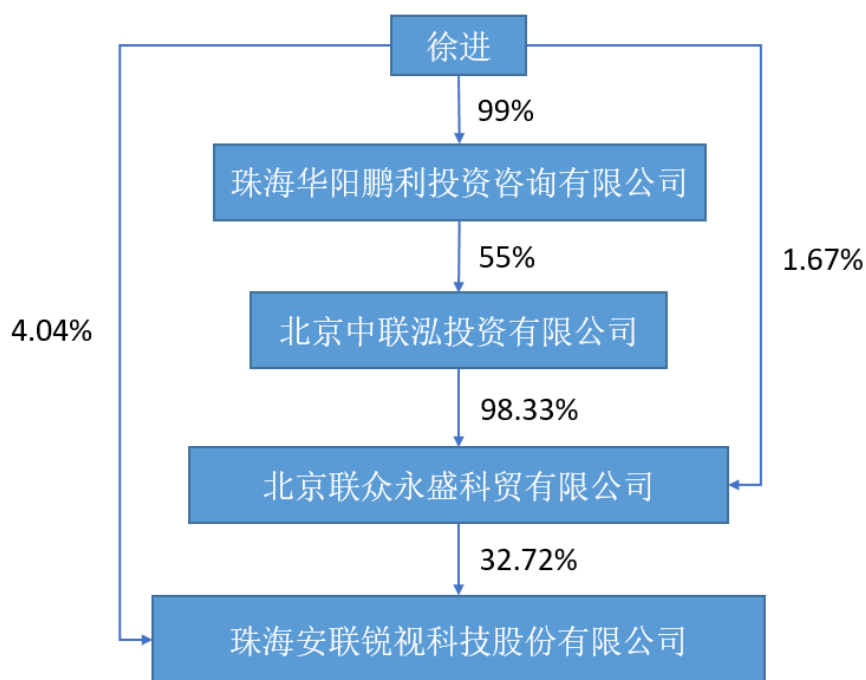 徐进
99%
珠海华阳鹏利投资咨询有限公司
55%
1.67%
北京中联泓投资有限公司
4.04%
98.33%
北京联众永盛科贸有限公司
32.72%
珠海安联锐视科技股份有限公司